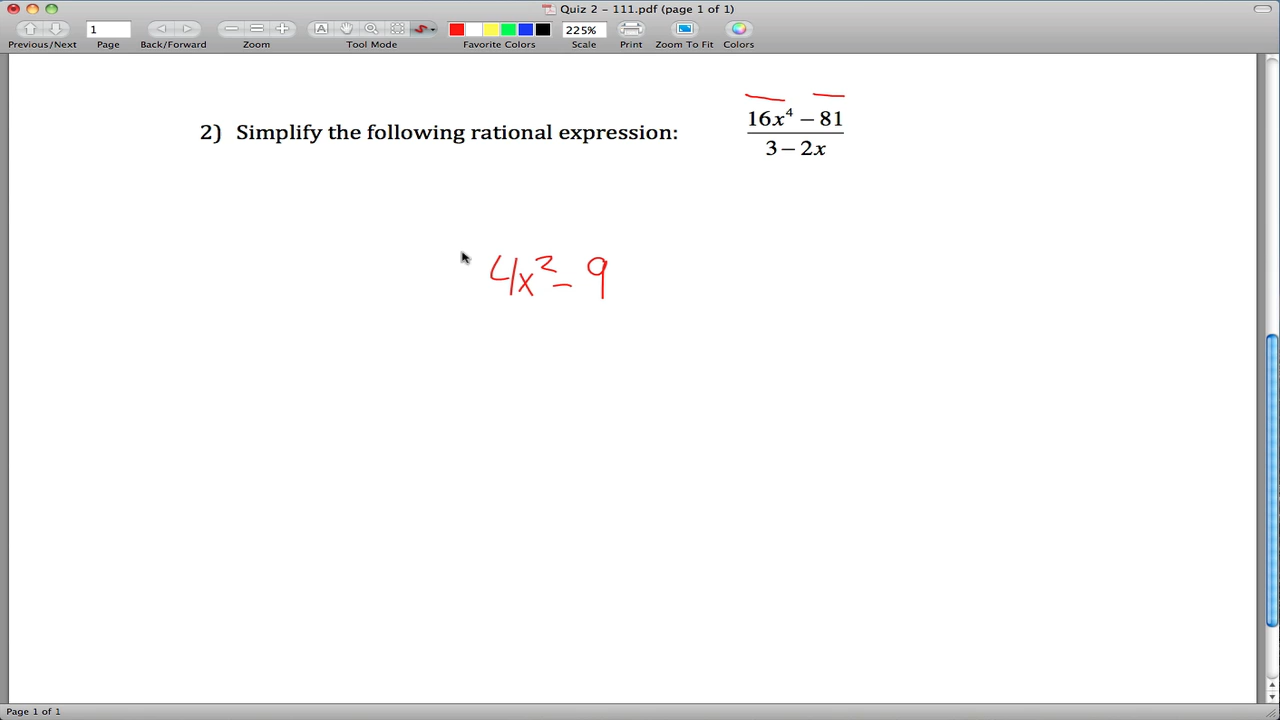 Quiz 2 – 111.pdf (page 1 of 1)
1
225%
Previous/Next Page Back/Forward Zoom Tool Mode Favorite Colors Scale Print Zoom To Fit Colors
2) Simplify the following rational expression:
16x⁴ – 81
3 – 2x
4x² – 9
Page 1 of 1